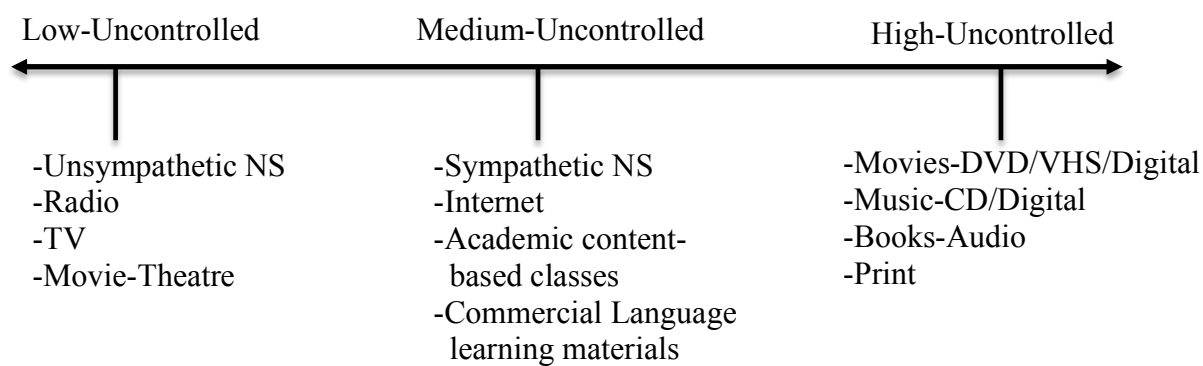 Low-Uncontrolled
Medium-Uncontrolled
High-Uncontrolled
-Unsympathetic NS
-Radio
-TV
-Movie-Theatre
-Sympathetic NS
-Internet
-Academic content-
based classes
-Commercial Language
learning materials
-Movies-DVD/VHS/Digital
-Music-CD/Digital
-Books-Audio
-Print